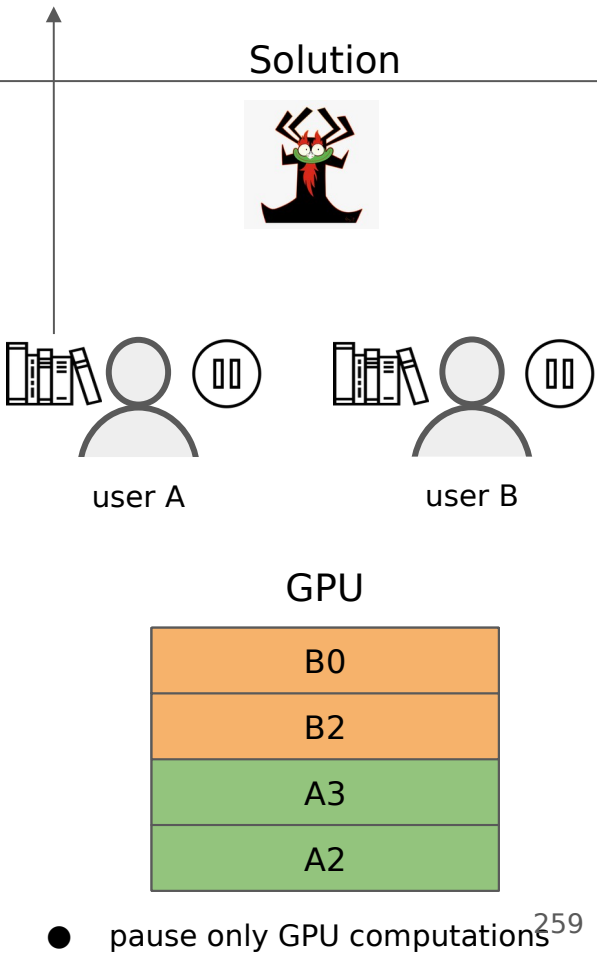 Solution
user A
user B
GPU
B0
B2
A3
A2
● pause only GPU computations
259